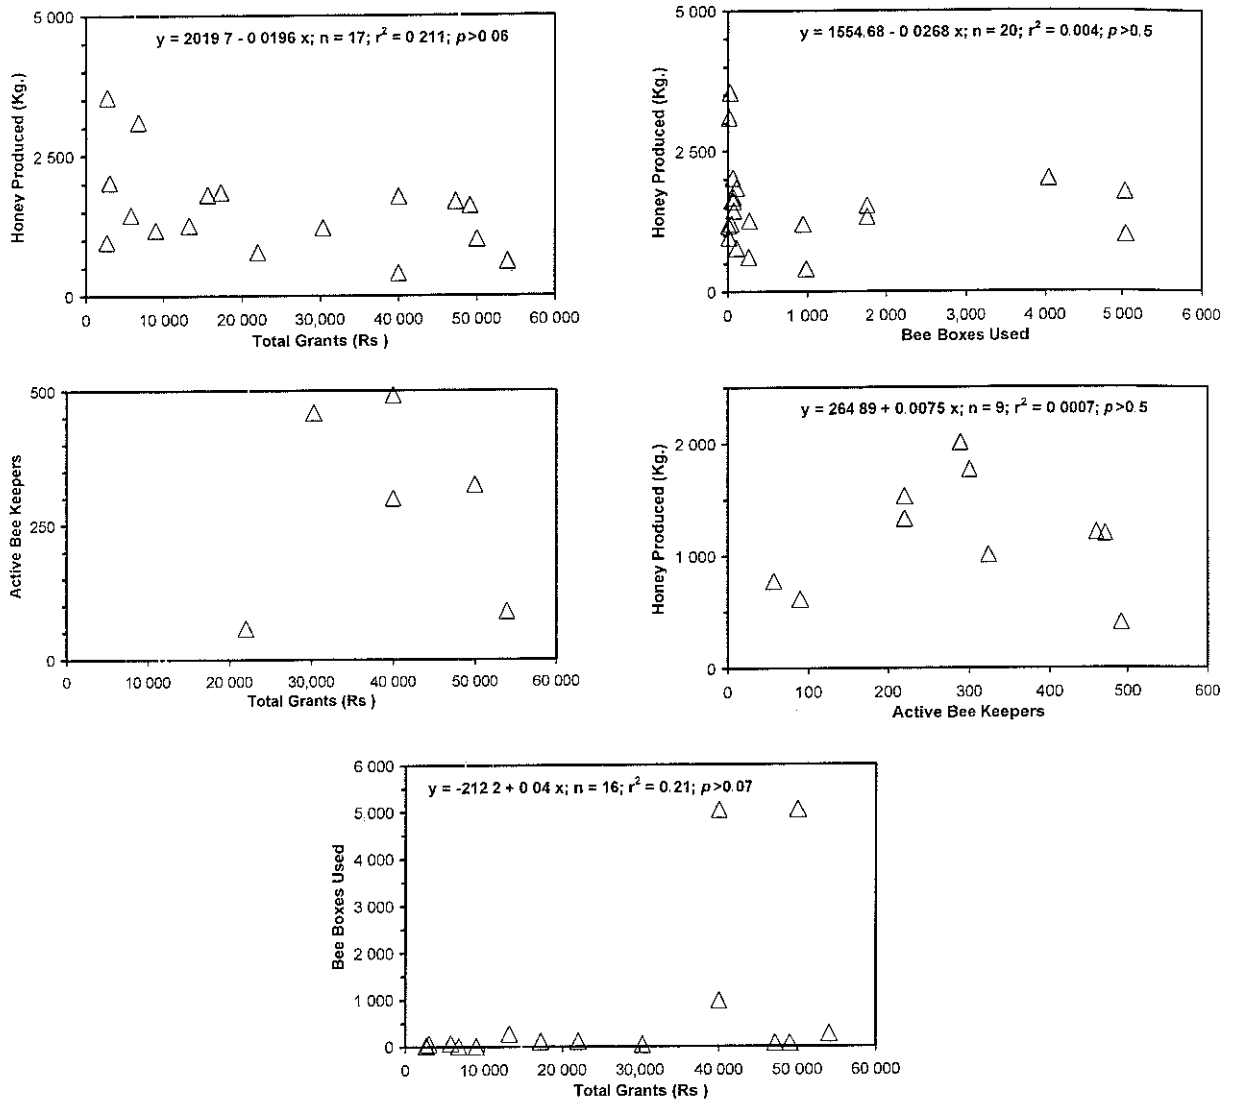 y = 2019 7 - 0 0196 x; n = 17; r² = 0 211; p>0 06
5 000
2 500
0
Honey Produced (Kg.)
0 10 000 20 000 30,000 40 000 50 000 60 000
Total Grants (Rs )
y = 1554.68 - 0 0268 x; n = 20; r² = 0.004; p>0.5
5 000
2 500
0
Honey Produced (Kg.)
0 1 000 2 000 3,000 4 000 5 000 6 000
Bee Boxes Used
500
250
0
Active Bee Keepers
0 10 000 20 000 30,000 40 000 50 000 60 000
Total Grants (Rs )
y = 264 89 + 0.0075 x; n = 9; r² = 0 0007; p>0.5
2 000
1 000
0
Honey Produced (Kg.)
0 100 200 300 400 500 600
Active Bee Keepers
y = -212 2 + 0 04 x; n = 16; r² = 0.21; p>0.07
6 000
5,000
4 000
3 000
2 000
1 000
0
Bee Boxes Used
0 10 000 20 000 30,000 40 000 50 000 60 000
Total Grants (Rs )